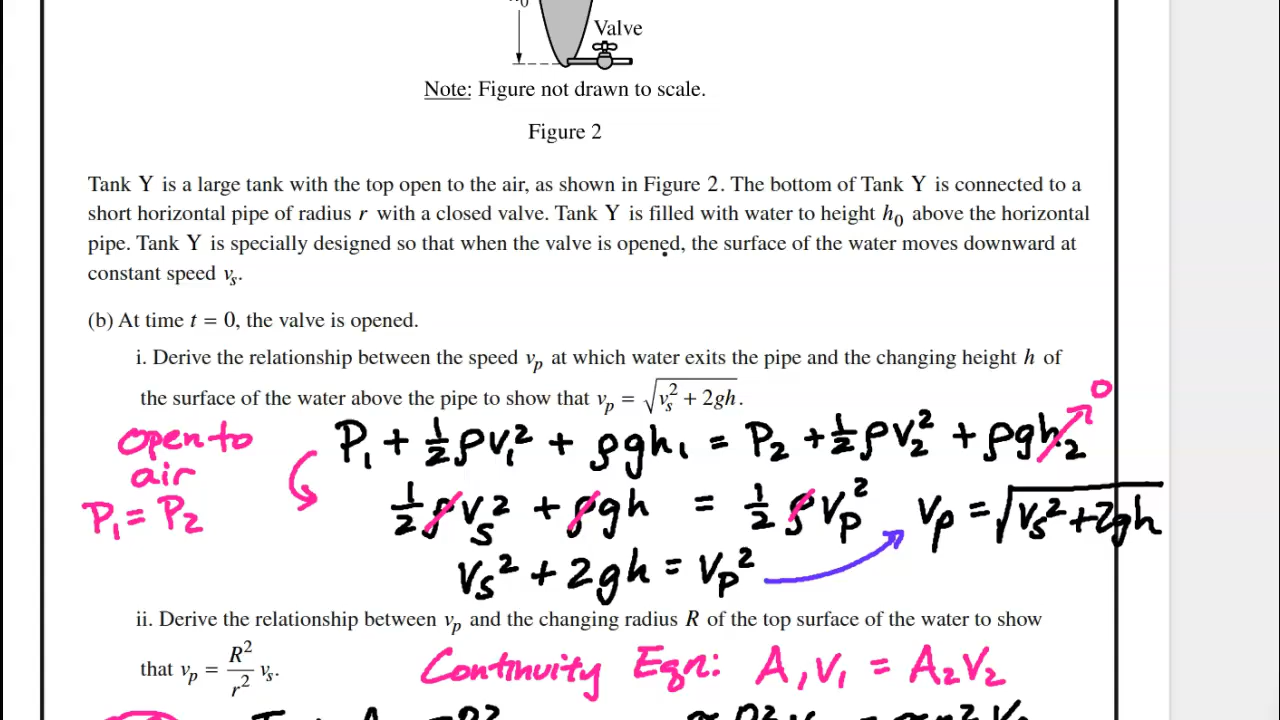 Valve
Note: Figure not drawn to scale.
Figure 2
Tank Y is a large tank with the top open to the air, as shown in Figure 2. The bottom of Tank Y is connected to a
short horizontal pipe of radius r with a closed valve. Tank Y is filled with water to height h₀ above the horizontal
pipe. Tank Y is specially designed so that when the valve is opened, the surface of the water moves downward at
constant speed vₛ.
(b) At time t = 0, the valve is opened.
i. Derive the relationship between the speed vₚ at which water exits the pipe and the changing height h of
the surface of the water above the pipe to show that vₚ = √(vₛ² + 2gh).
open to
air
P₁ = P₂
P₁ + ½ρv₁² + ρgh₁ = P₂ + ½ρv₂² + ρgh₂ 0
½ρvₛ² + ρgh = ½ρvₚ²
vₚ = √(vₛ² + 2gh)
vₛ² + 2gh = vₚ²
ii. Derive the relationship between vₚ and the changing radius R of the top surface of the water to show
that vₚ = R²/r² vₛ.
Continuity Eqn: A₁v₁ = A₂v₂